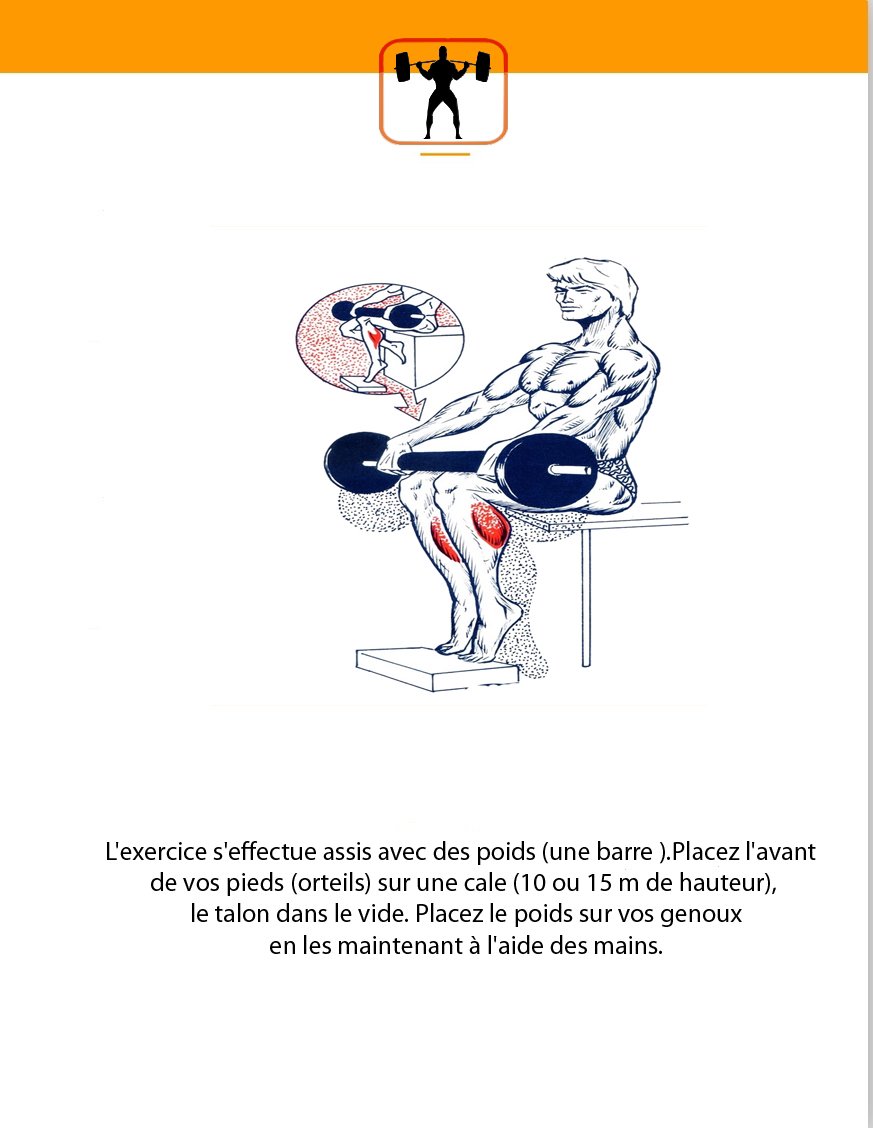 L'exercice s'effectue assis avec des poids (une barre ).Placez l'avant
de vos pieds (orteils) sur une cale (10 ou 15 m de hauteur),
le talon dans le vide. Placez le poids sur vos genoux
en les maintenant à l'aide des mains.